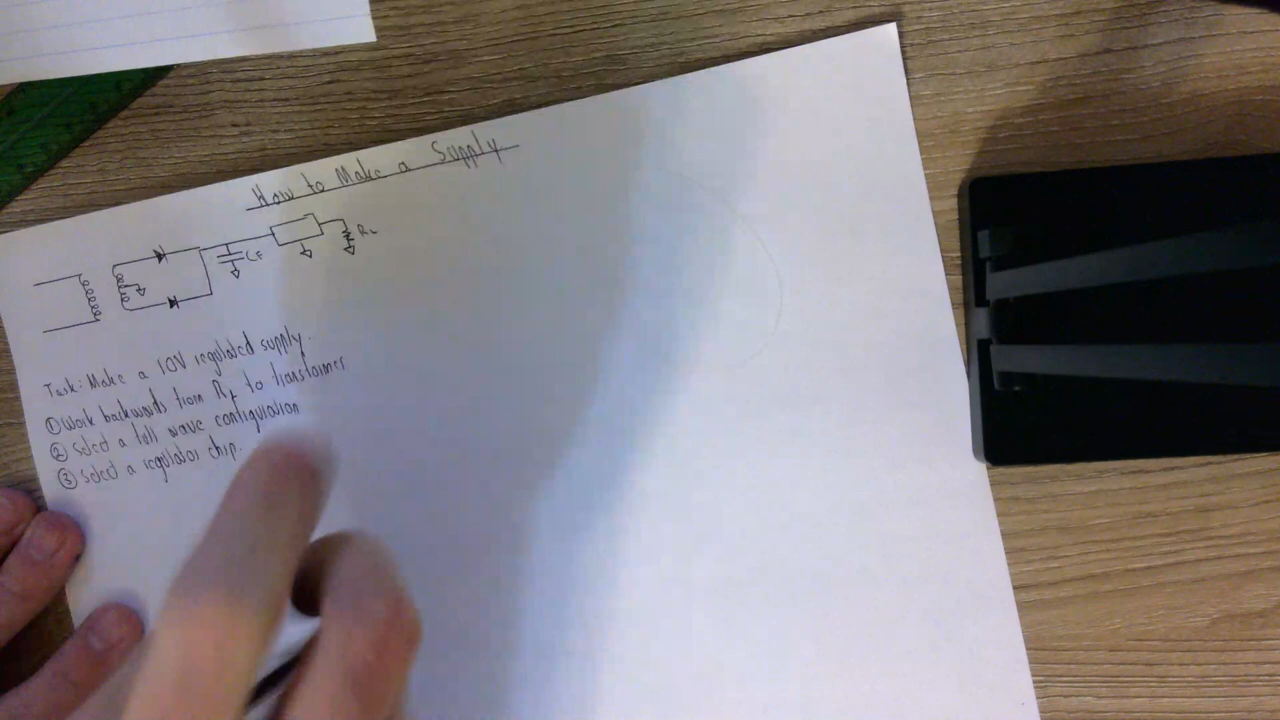 How to Make a Supply
CF
RL
Task: Make a 10V regulated supply.
① Work backwards from RL to transformer
② Select a full wave configuration
③ Select a regulator chip.